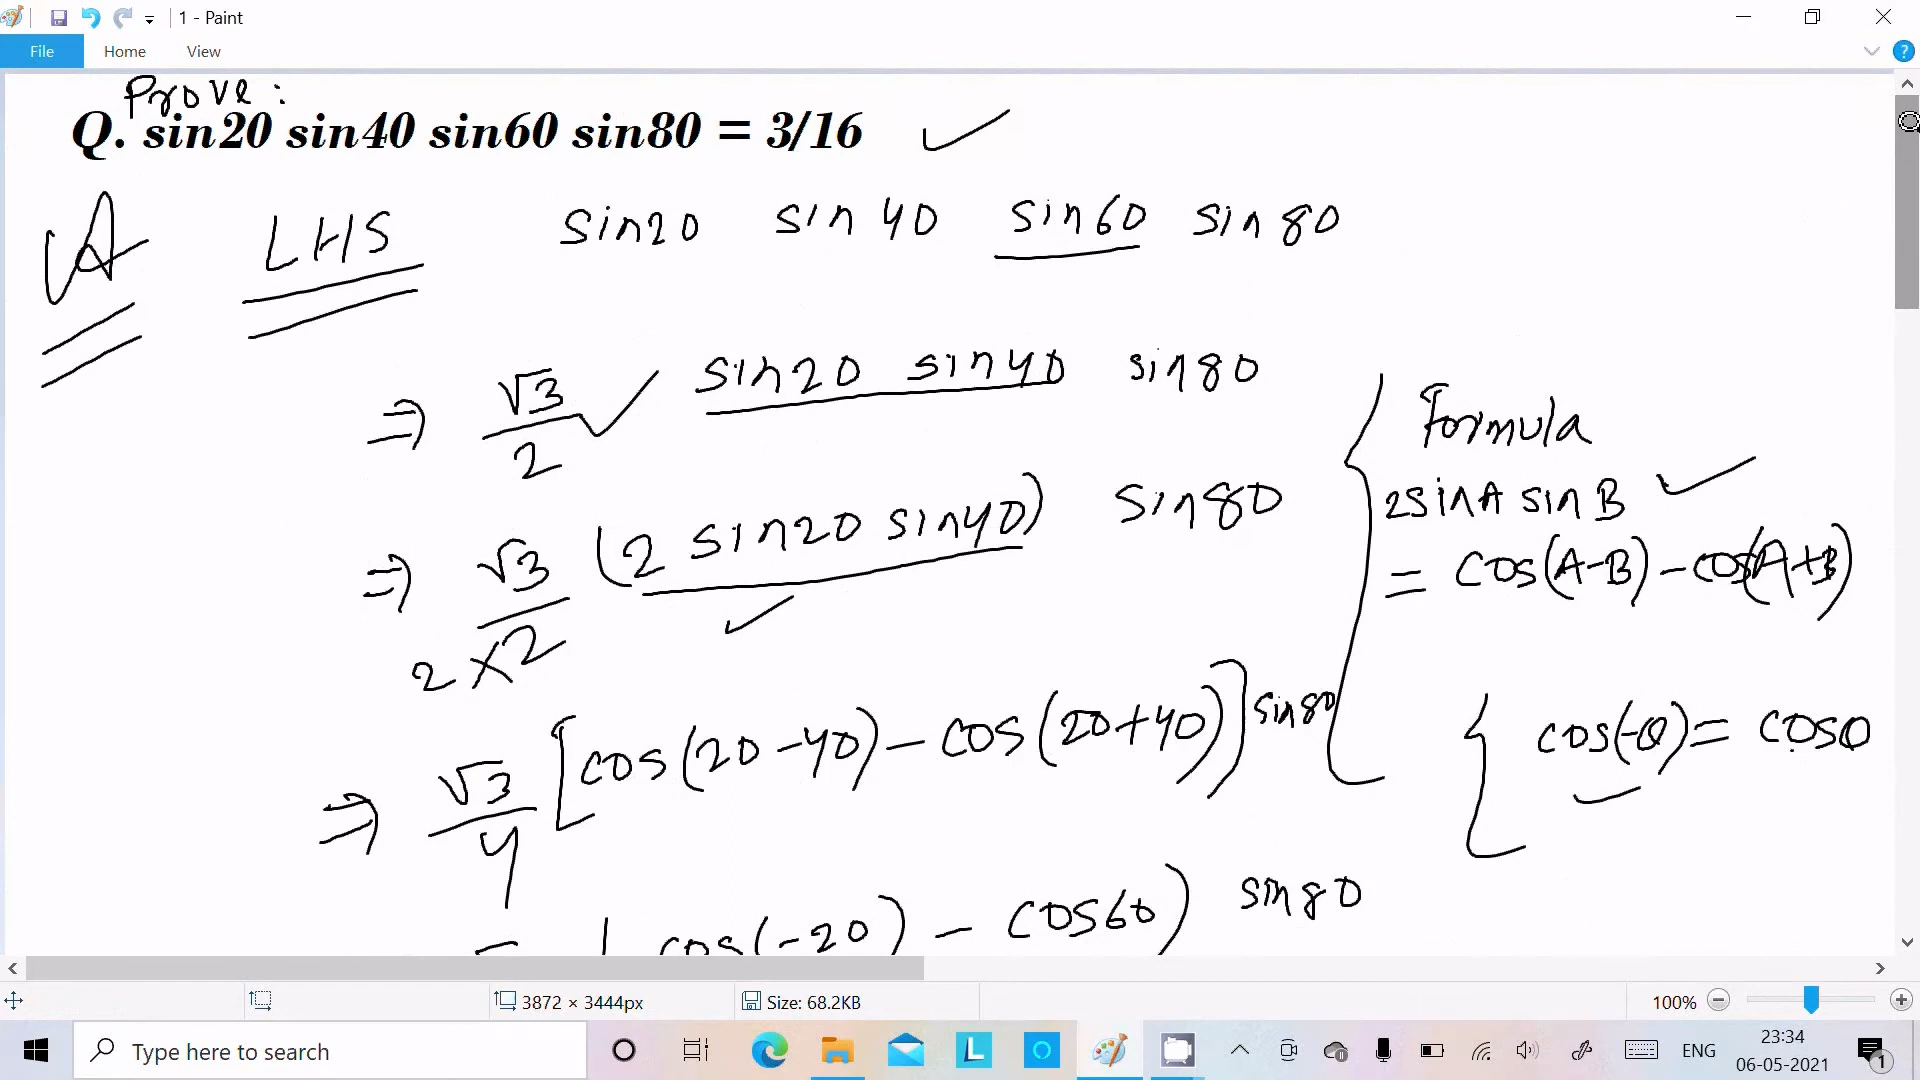 1 - Paint
File Home View
Prove:
Q. sin20 sin40 sin60 sin80 = 3/16
A LHS sin20 sin40 sin60 sin80
⇒ √3/2 sin20 sin40 sin80
Formula
2sinA sinB
= cos(A-B) - cos(A+B)
⇒ √3/2×2 (2 sin20 sin40) sin80
⇒ √3/4 [cos(20-40) - cos(20+40)] sin80
cos(-θ) = cosθ
cos(-20) - cos60) sin80
3872 × 3444px Size: 68.2KB 100%
Type here to search
ENG 23:34
06-05-2021
1